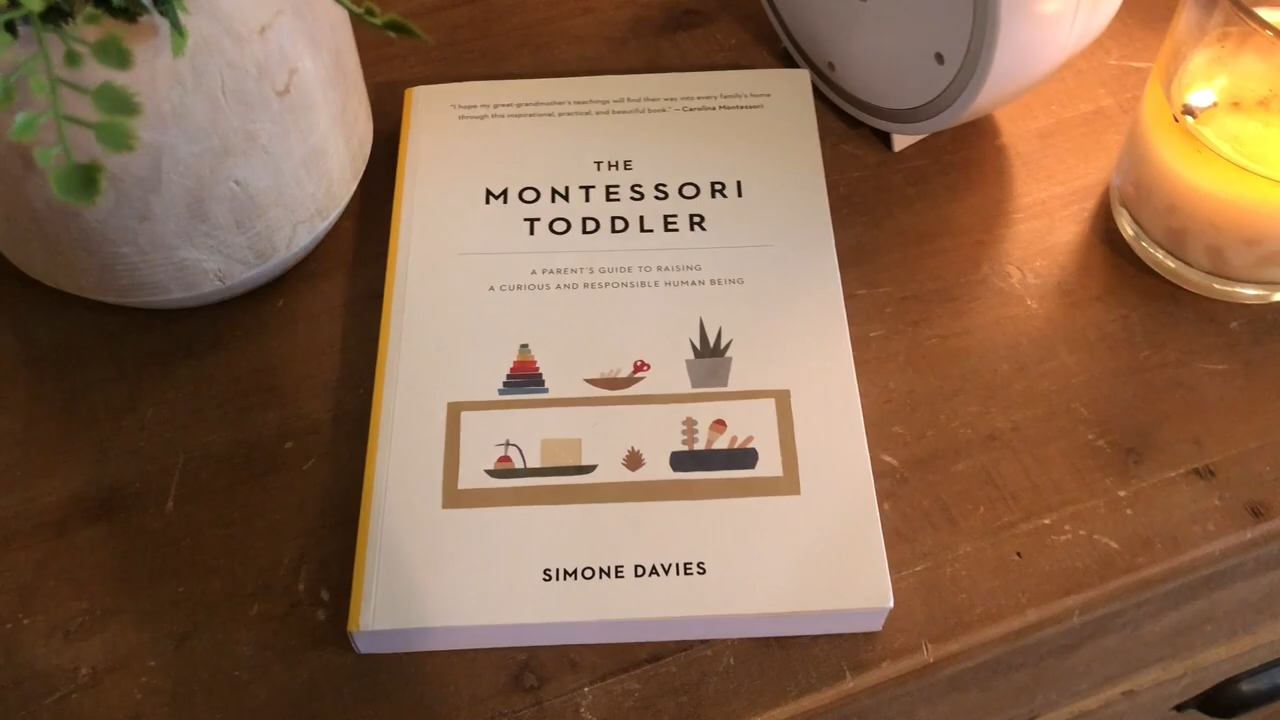 "I hope my great-grandmother's teachings will find their way into every family's home
through this inspirational, practical, and beautiful book." — Carolina Montessori
THE
MONTESSORI
TODDLER
A PARENT'S GUIDE TO RAISING
A CURIOUS AND RESPONSIBLE HUMAN BEING
SIMONE DAVIES